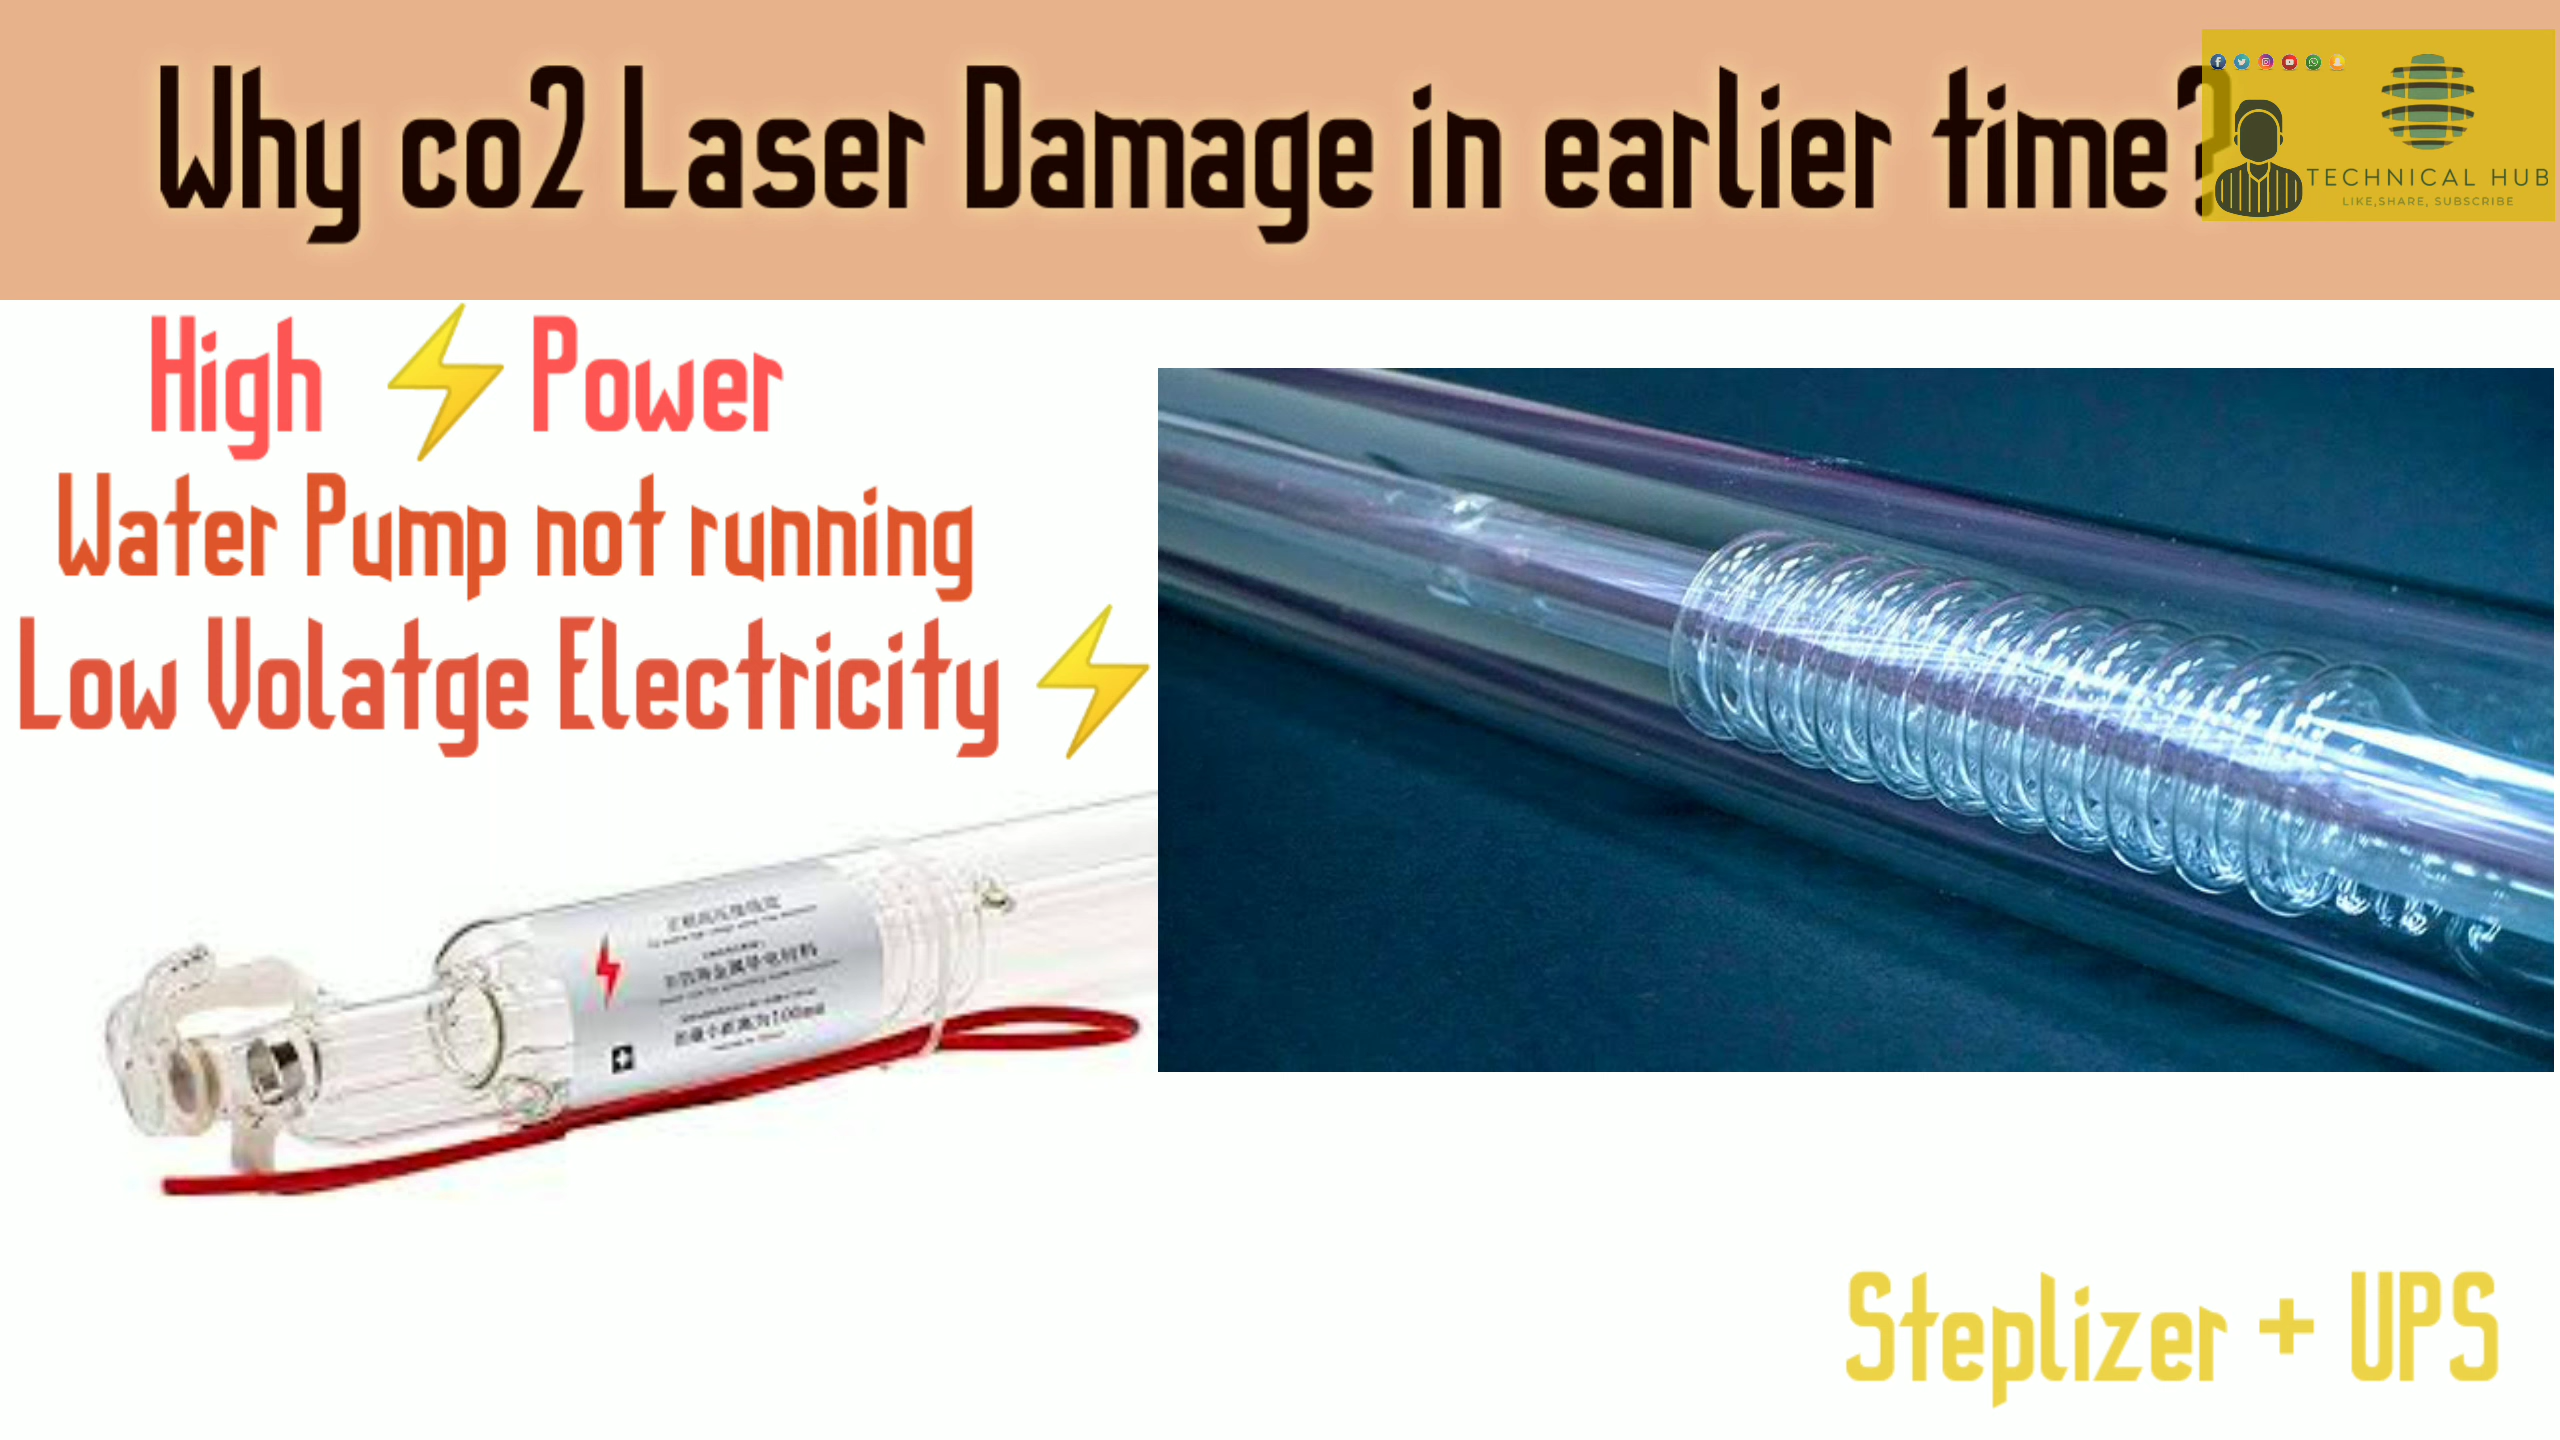 Why co2 Laser Damage in earlier time?
TECHNICAL HUB
LIKE,SHARE, SUBSCRIBE
High ⚡ Power
Water Pump not running
Low Volatge Electricity ⚡
Steplizer + UPS